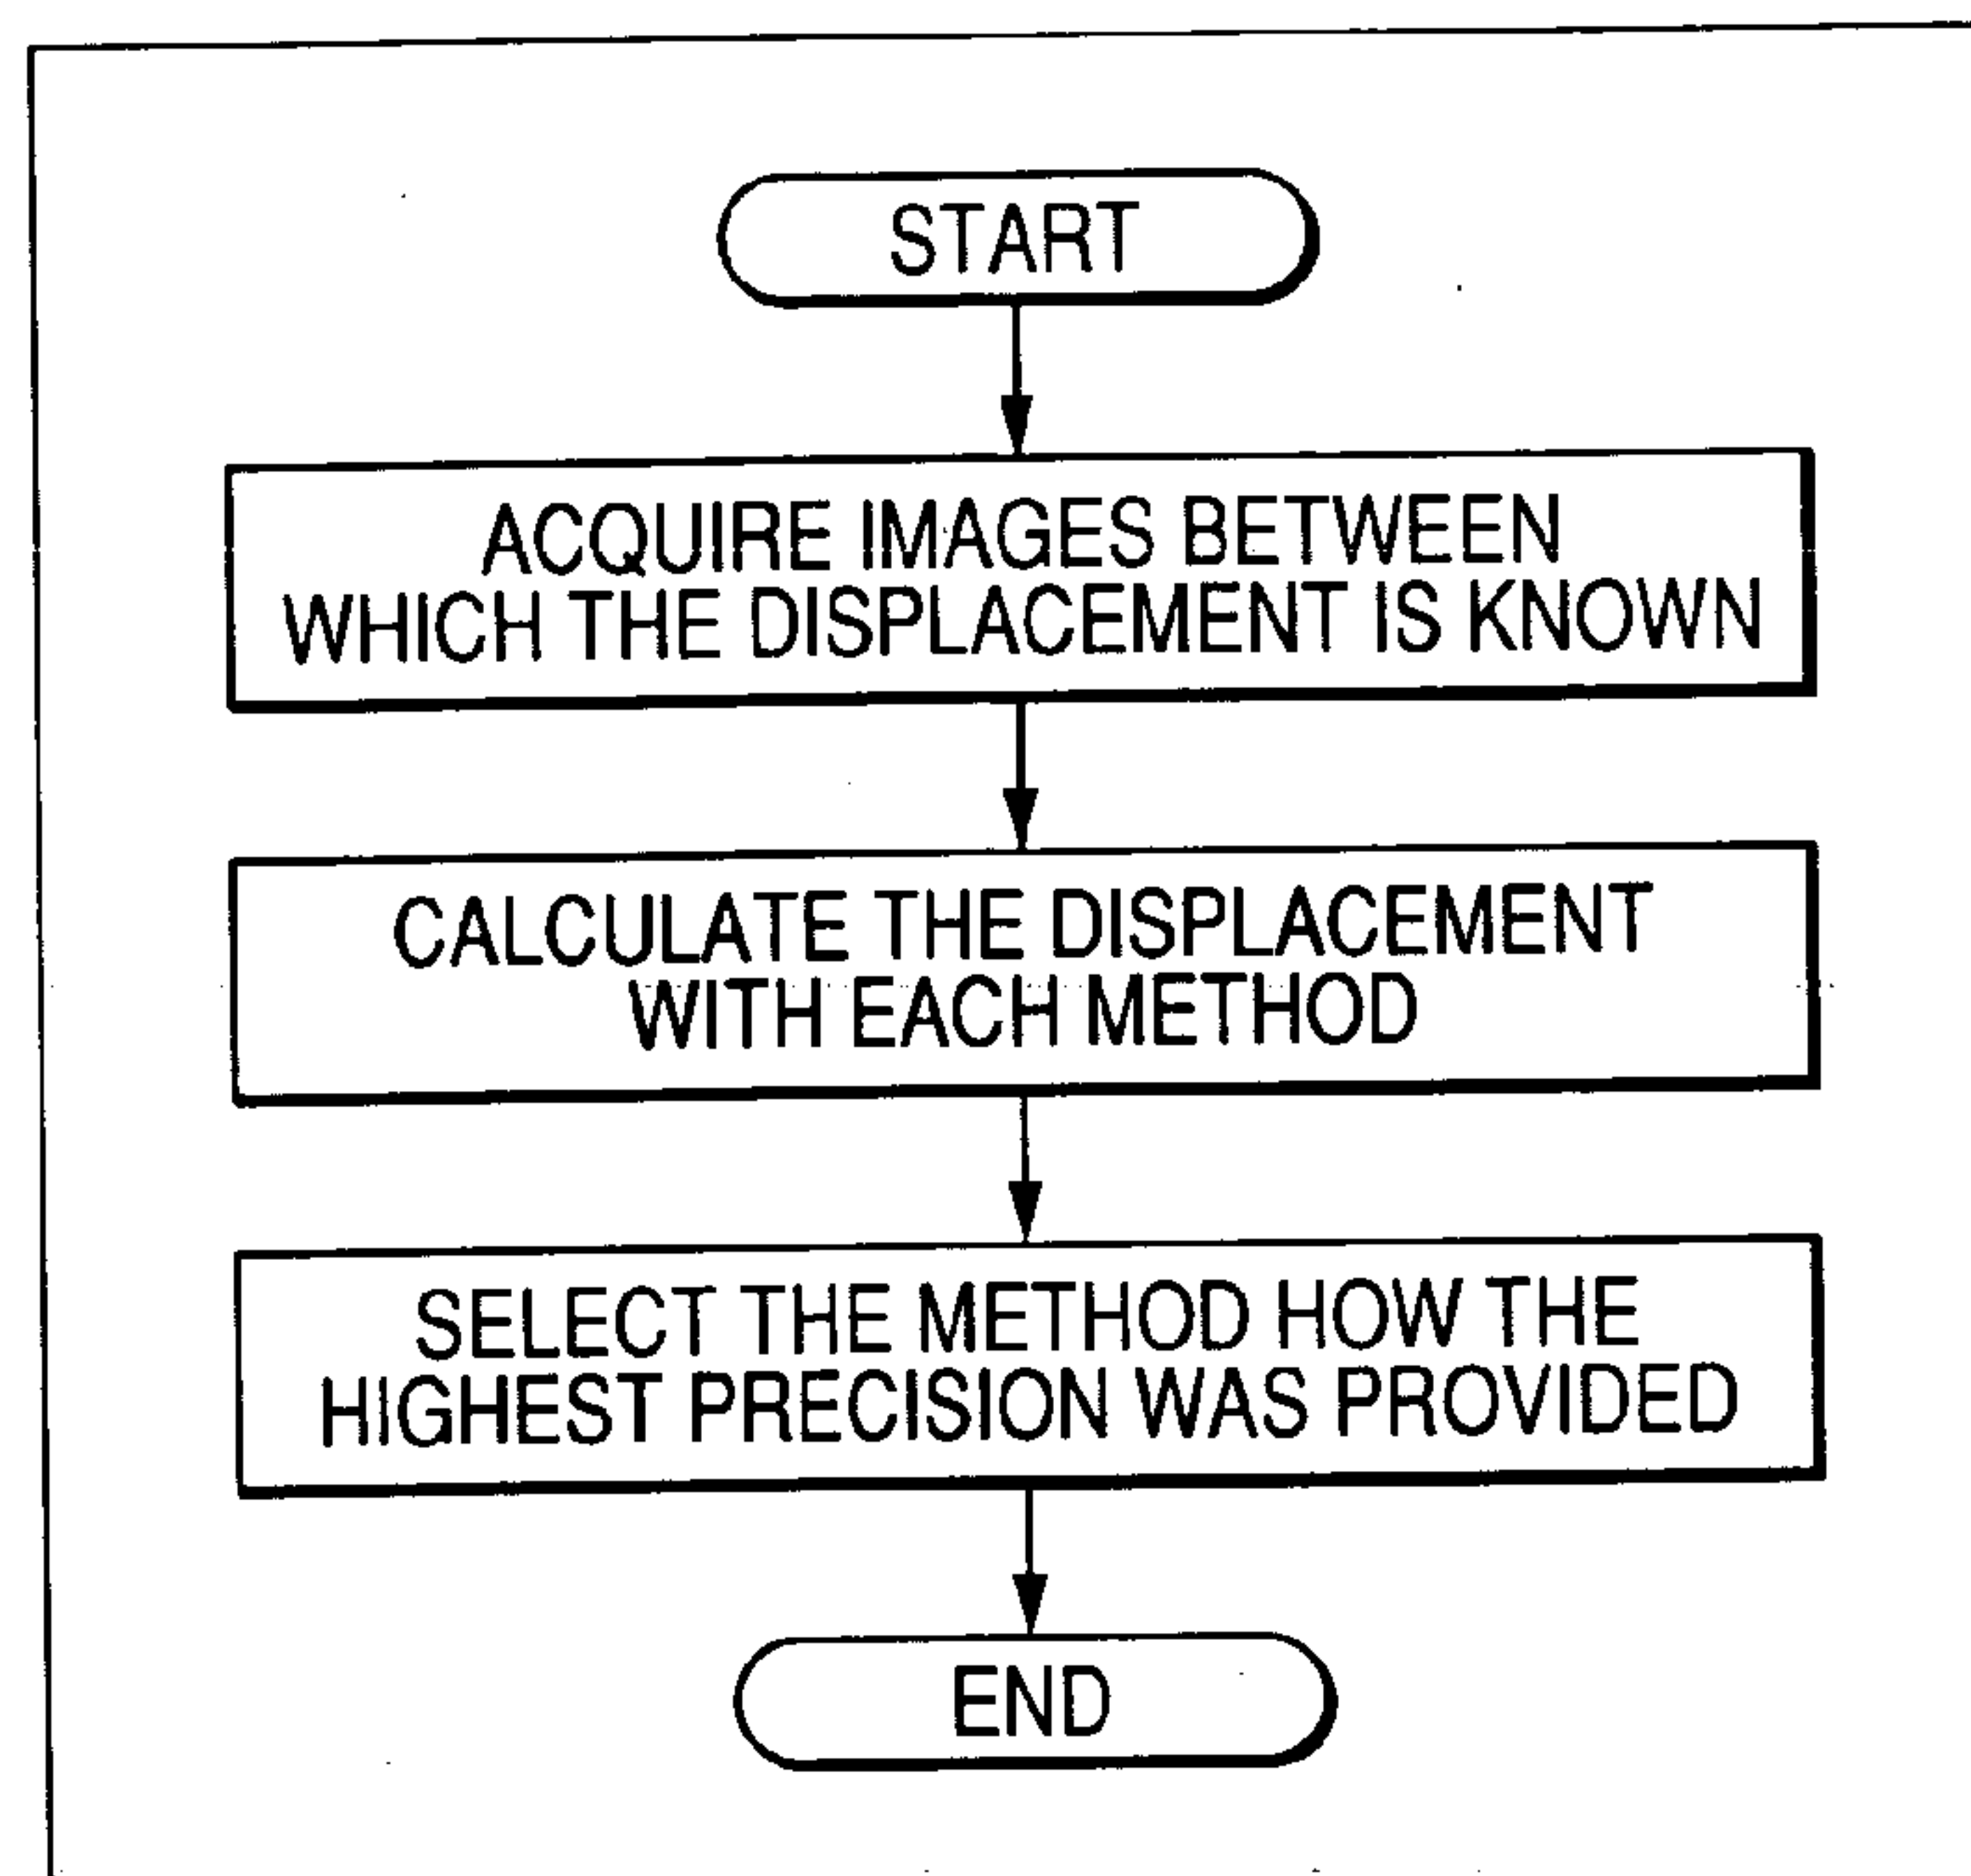 START
ACQUIRE IMAGES BETWEEN
WHICH THE DISPLACEMENT IS KNOWN
CALCULATE THE DISPLACEMENT
WITH EACH METHOD
SELECT THE METHOD HOW THE
HIGHEST PRECISION WAS PROVIDED
END